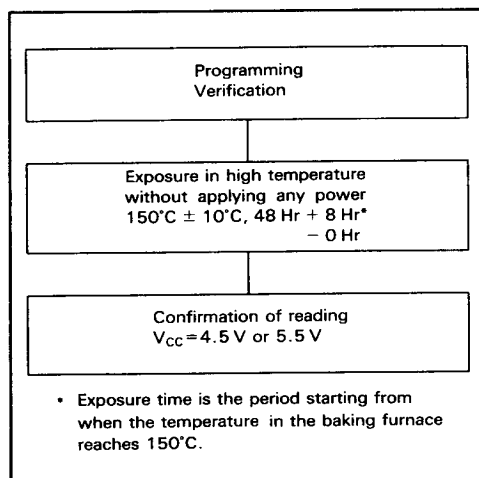 Programming
Verification
Exposure in high temperature
without applying any power
150°C ± 10°C, 48 Hr + 8 Hr*
− 0 Hr
Confirmation of reading
VCC=4.5 V or 5.5 V
• Exposure time is the period starting from
when the temperature in the baking furnace
reaches 150°C.